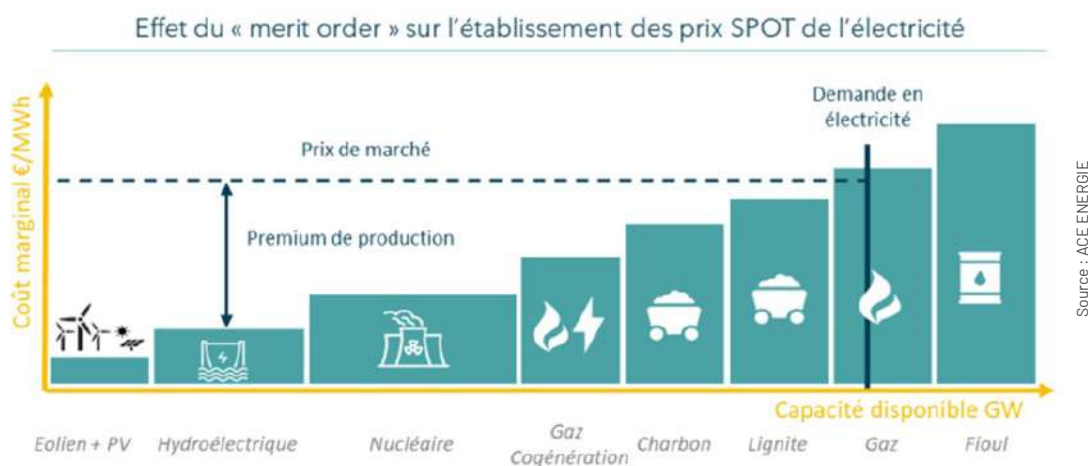 Effet du « merit order » sur l'établissement des prix SPOT de l'électricité
Coût marginal €/MWh
Prix de marché
Premium de production
Demande en
électricité
Capacité disponible GW
Eolien + PV
Hydroélectrique
Nucléaire
Gaz
Cogénération
Charbon
Lignite
Gaz
Fioul
Source : ACE ENERGIE